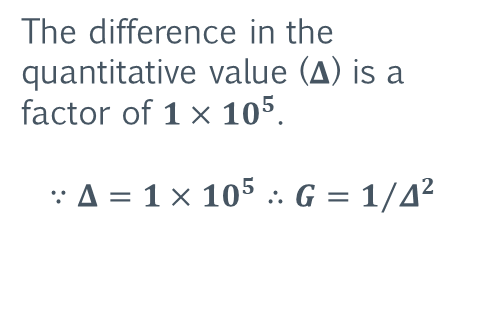 The difference in the
quantitative value (𝚫) is a
factor of 𝟏 × 𝟏𝟎⁵.
∵ 𝚫 = 𝟏 × 𝟏𝟎⁵ ∴ 𝑮 = 𝟏/𝜟²